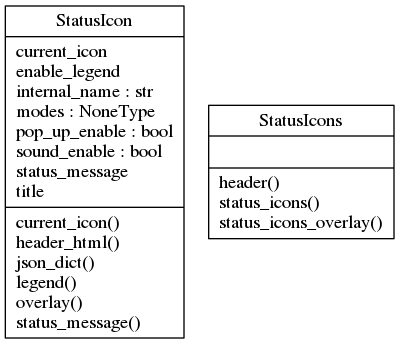 StatusIcon
current_icon
enable_legend
internal_name : str
modes : NoneType
pop_up_enable : bool
sound_enable : bool
status_message
title
current_icon()
header_html()
json_dict()
legend()
overlay()
status_message()
StatusIcons
header()
status_icons()
status_icons_overlay()